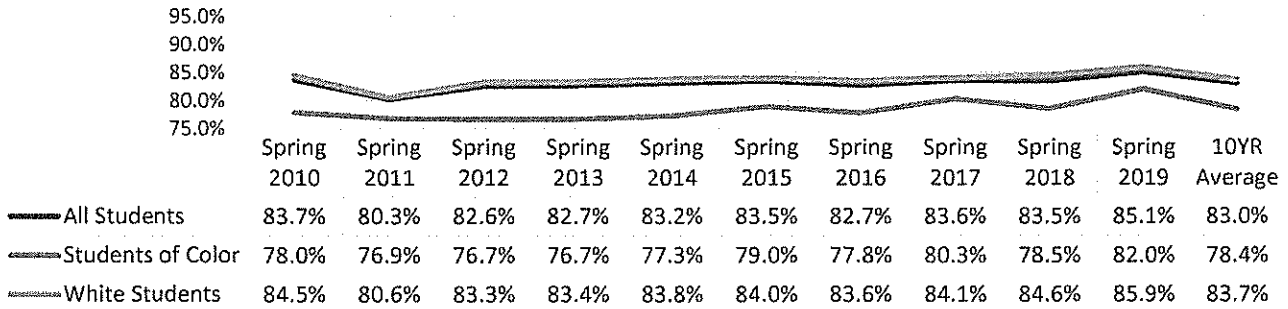 95.0%
90.0%
85.0%
80.0%
75.0%
Spring Spring Spring Spring Spring Spring Spring Spring Spring Spring 10YR
2010 2011 2012 2013 2014 2015 2016 2017 2018 2019 Average
All Students 83.7% 80.3% 82.6% 82.7% 83.2% 83.5% 82.7% 83.6% 83.5% 85.1% 83.0%
Students of Color 78.0% 76.9% 76.7% 76.7% 77.3% 79.0% 77.8% 80.3% 78.5% 82.0% 78.4%
White Students 84.5% 80.6% 83.3% 83.4% 83.8% 84.0% 83.6% 84.1% 84.6% 85.9% 83.7%